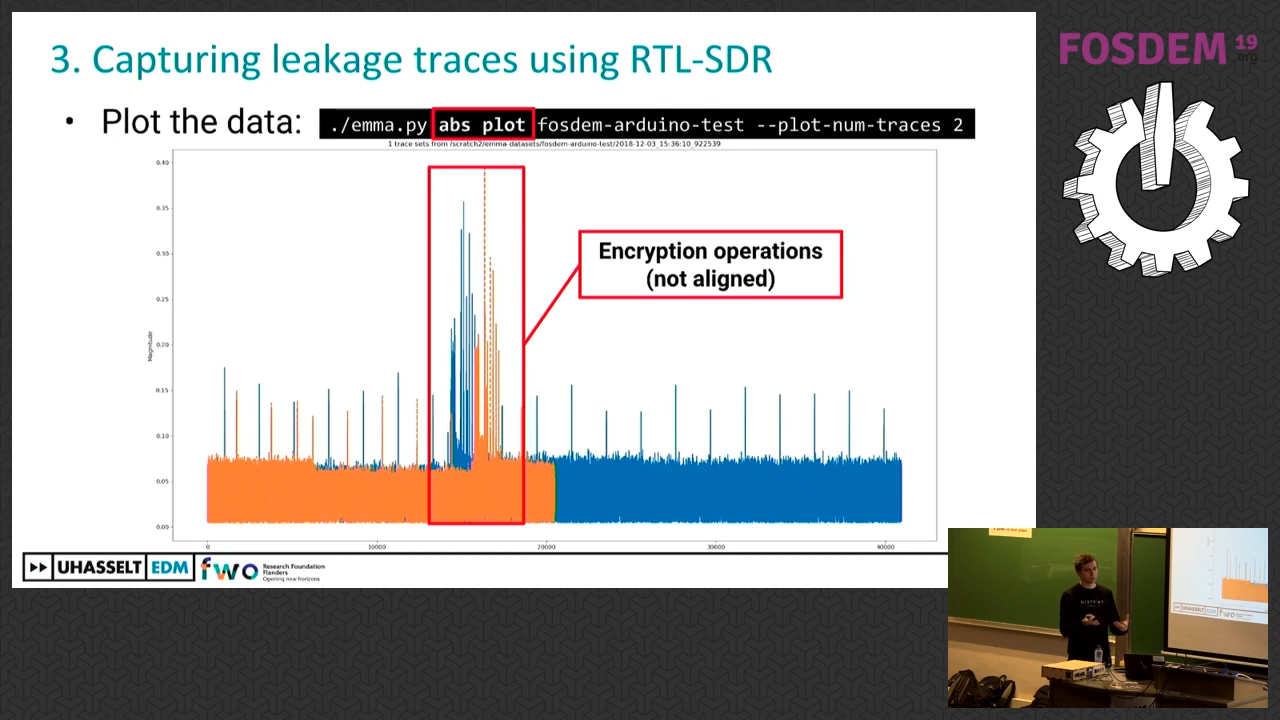 3. Capturing leakage traces using RTL-SDR
FOSDEM 19
.org
• Plot the data: ./emma.py abs plot fosdem-arduino-test --plot-num-traces 2
1 trace sets from /scratch2/emma-datasets/fosdem-arduino-test/2018-12-03_15:36:10_922539
0.40
0.35
0.30
0.25
0.20
0.15
0.10
0.05
0.00
Magnitude
Encryption operations
(not aligned)
0 10000 20000 30000 40000
UHASSELT EDM fwo Research Foundation
Flanders
Opening new horizons
UHASSELT EDM fwo